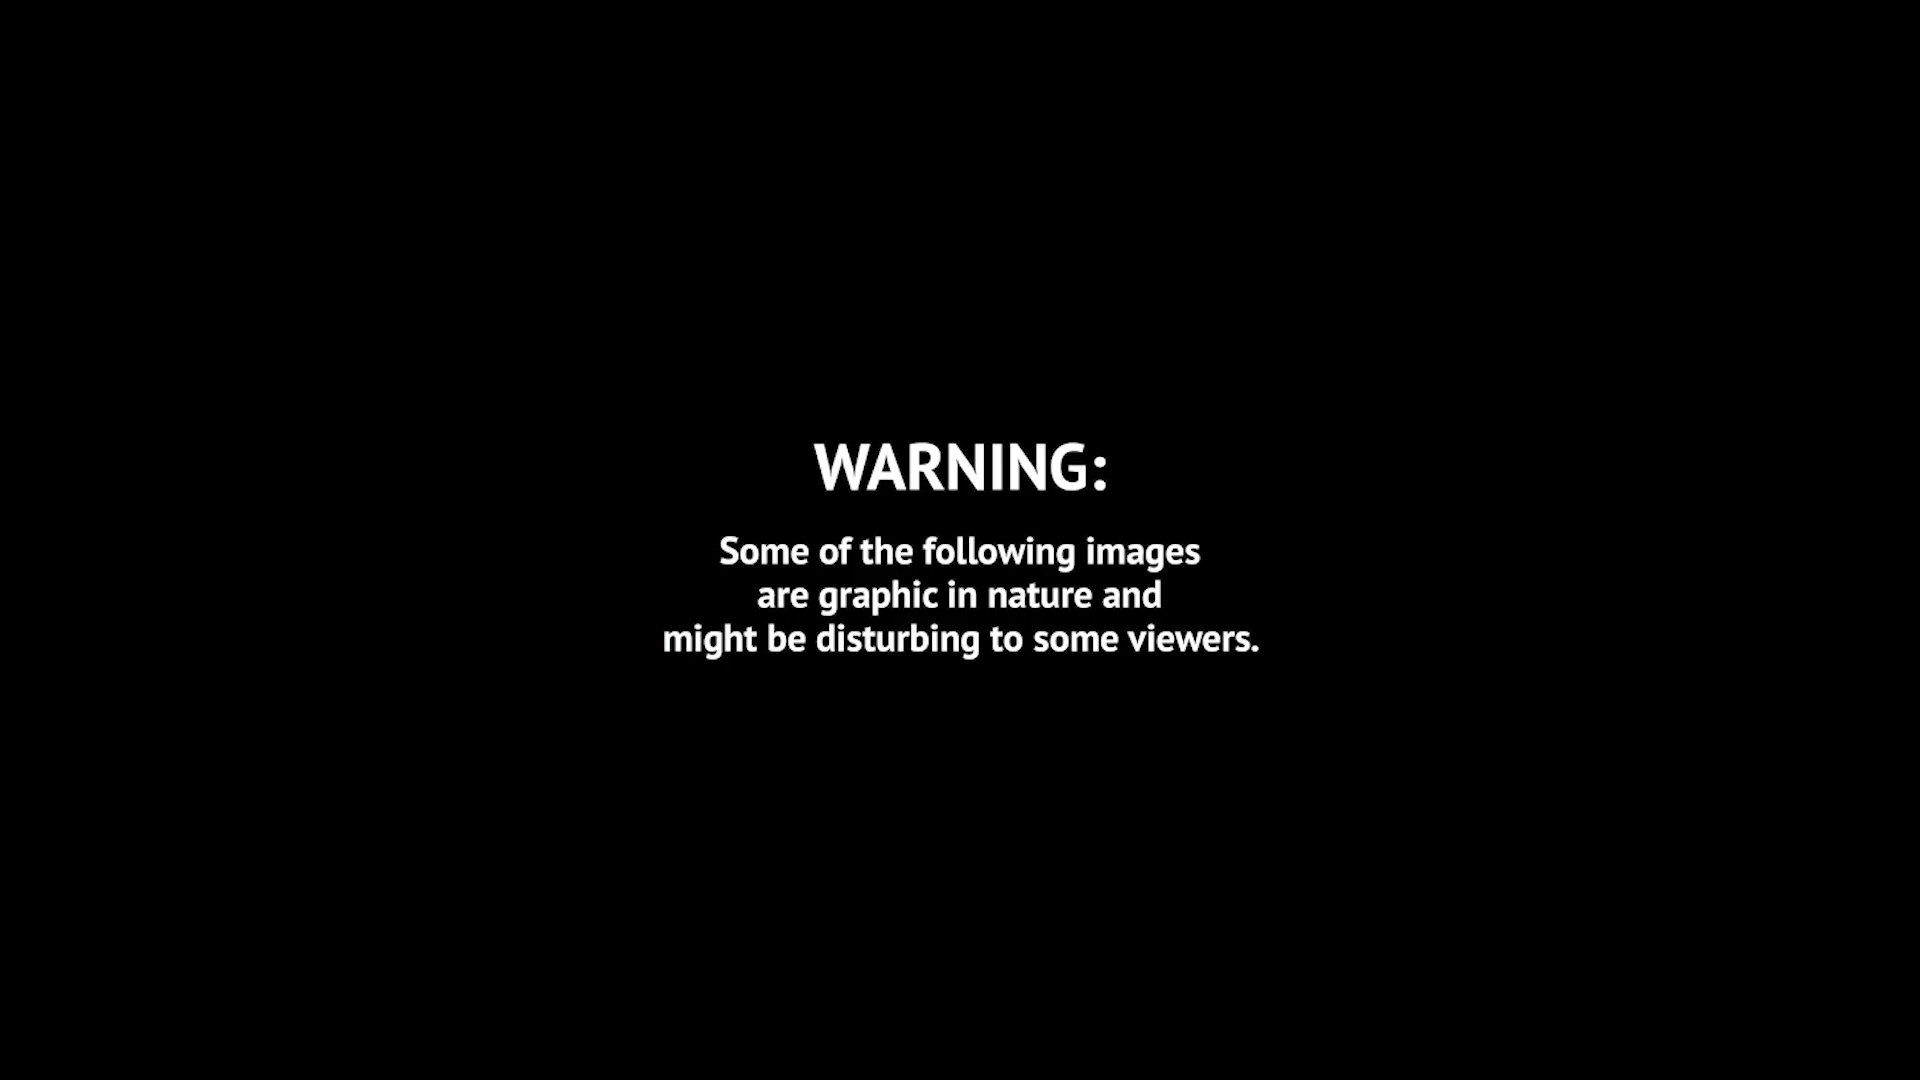 WARNING:
Some of the following images
are graphic in nature and
might be disturbing to some viewers.